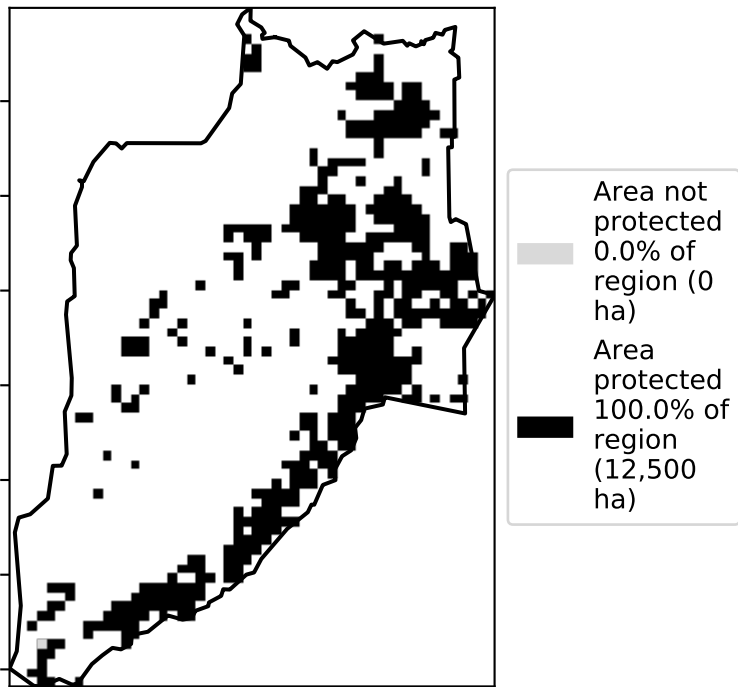 Area not
protected
0.0% of
region (0
ha)
Area
protected
100.0% of
region
(12,500
ha)